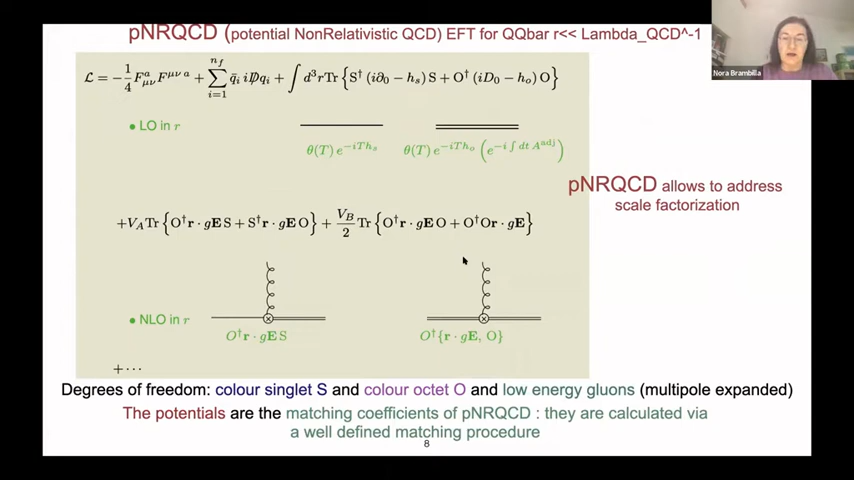 pNRQCD (potential NonRelativistic QCD) EFT for QQbar r<< Lambda_QCD^-1
Nora Brambilla
ℒ = −1/4 F^a_{μν} F^{μν a} + ∑_{i=1}^{n_f} q̄_i iD̸ q_i + ∫ d³r Tr {S† (i∂_0 − h_s) S + O† (iD_0 − h_o) O}
• LO in r
θ(T) e^{−iTh_s} θ(T) e^{−iTh_o} (e^{−i ∫ dt A^{adj}})
pNRQCD allows to address
scale factorization
+V_A Tr {O†r · gE S + S†r · gE O} + V_B/2 Tr {O†r · gE O + O†Or · gE}
• NLO in r
O†r · gE S O†{r · gE, O}
+ · · ·
Degrees of freedom: colour singlet S and colour octet O and low energy gluons (multipole expanded)
The potentials are the matching coefficients of pNRQCD : they are calculated via
a well defined matching procedure
8